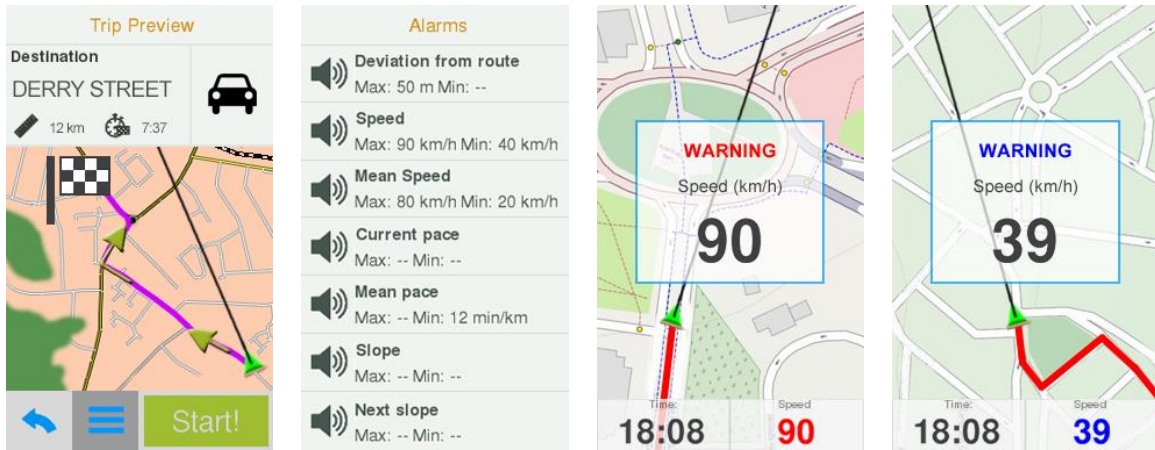 Trip Preview
Destination
DERRY STREET
12 km 7:37
Start!
Alarms
Deviation from route
Max: 50 m Min: --
Speed
Max: 90 km/h Min: 40 km/h
Mean Speed
Max: 80 km/h Min: 20 km/h
Current pace
Max: -- Min: --
Mean pace
Max: -- Min: 12 min/km
Slope
Max: -- Min: --
Next slope
Max: -- Min: --
WARNING
Speed (km/h)
90
Time: Speed
18:08 90
WARNING
Speed (km/h)
39
Time: Speed
18:08 39